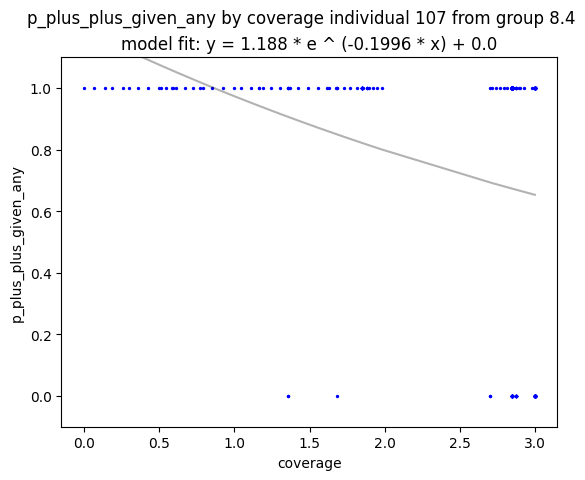 p_plus_plus_given_any by coverage individual 107 from group 8.4
model fit: y = 1.188 * e ^ (-0.1996 * x) + 0.0
p_plus_plus_given_any
1.0
0.8
0.6
0.4
0.2
0.0
0.0 0.5 1.0 1.5 2.0 2.5 3.0
coverage